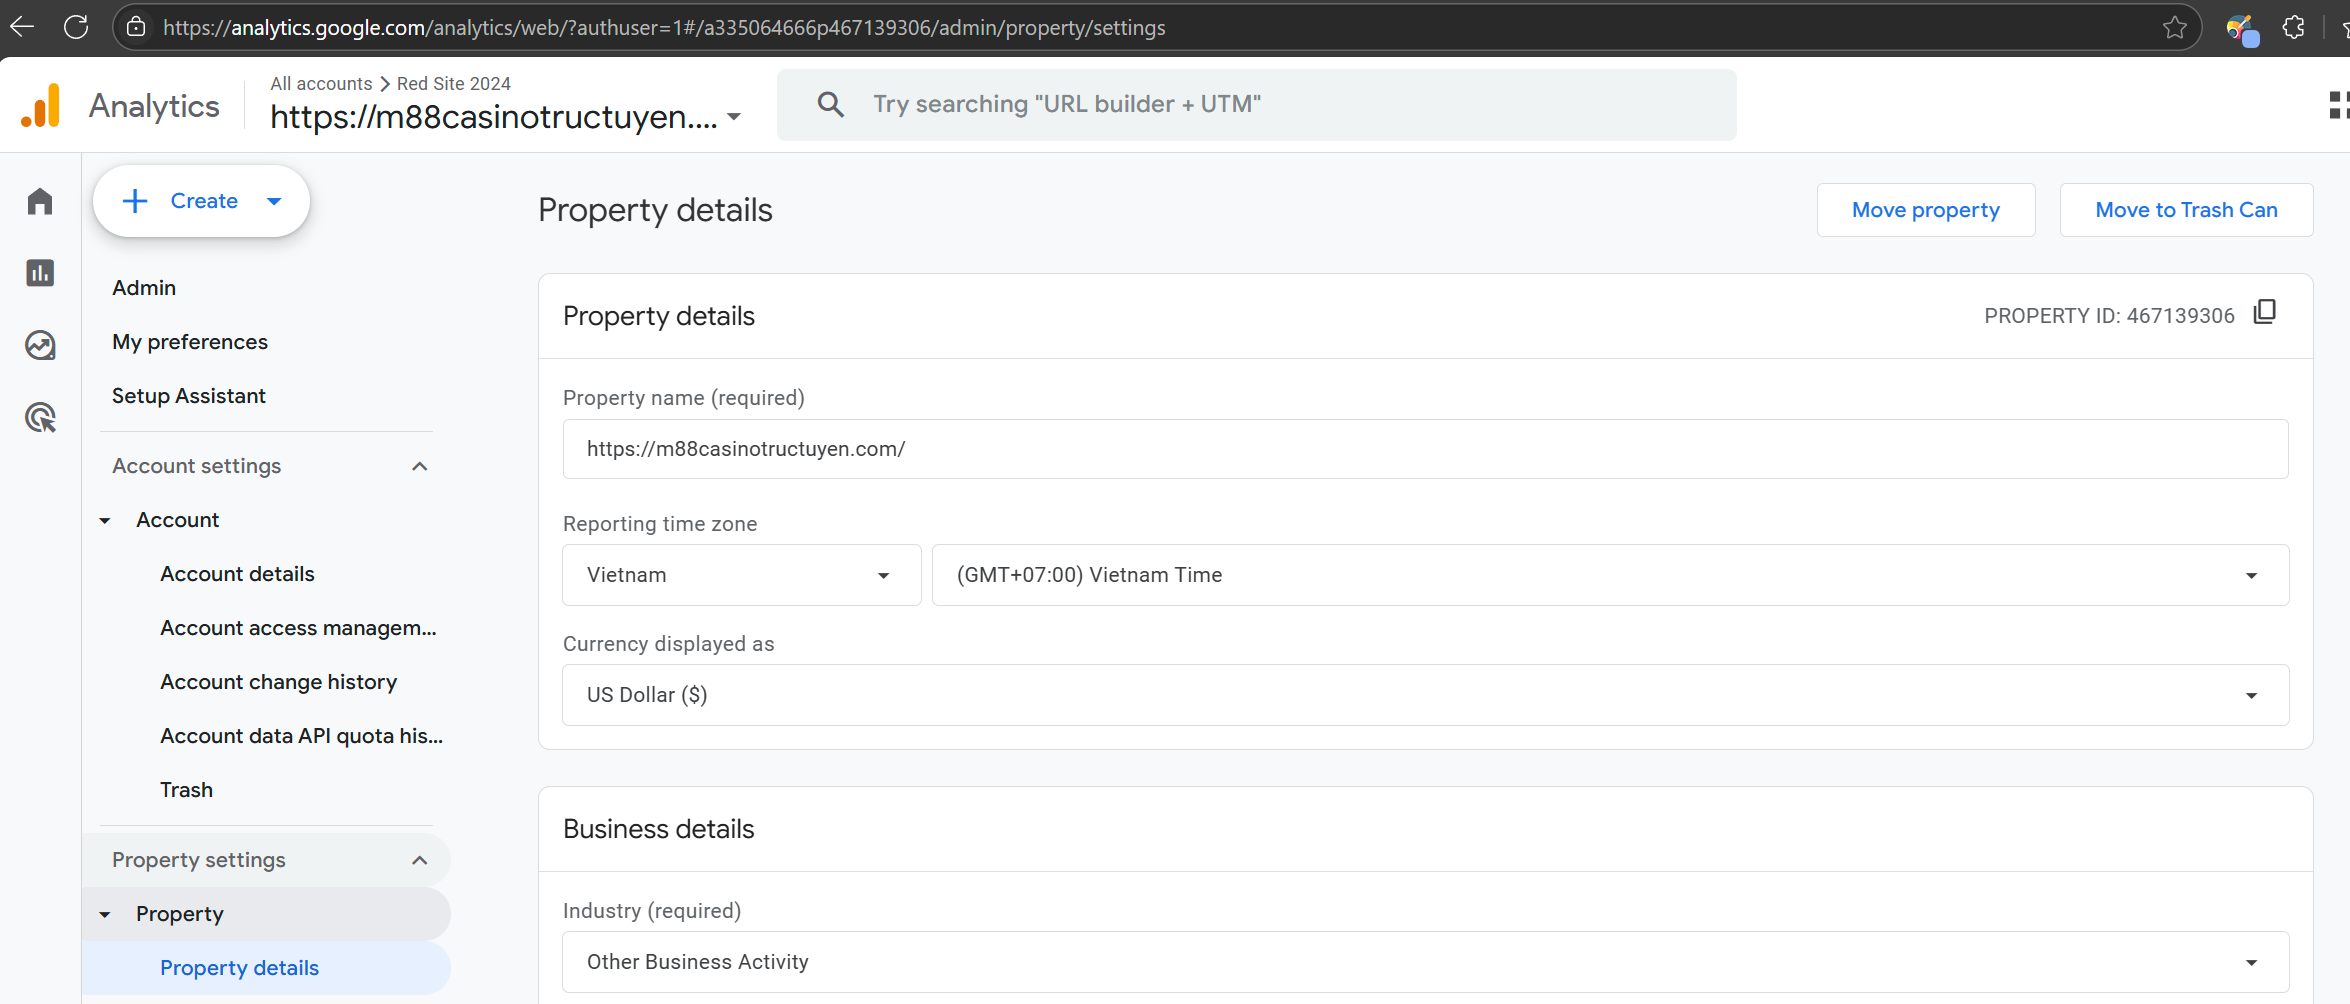 https://analytics.google.com/analytics/web/?authuser=1#/a335064666p467139306/admin/property/settings
Analytics
All accounts > Red Site 2024
https://m88casinotructuyen....
Try searching "URL builder + UTM"
Create
Property details
Move property
Move to Trash Can
Admin
My preferences
Setup Assistant
Account settings
Account
Account details
Account access managem...
Account change history
Account data API quota his...
Trash
Property settings
Property
Property details
Property details
PROPERTY ID: 467139306
Property name (required)
https://m88casinotructuyen.com/
Reporting time zone
Vietnam
(GMT+07:00) Vietnam Time
Currency displayed as
US Dollar ($)
Business details
Industry (required)
Other Business Activity